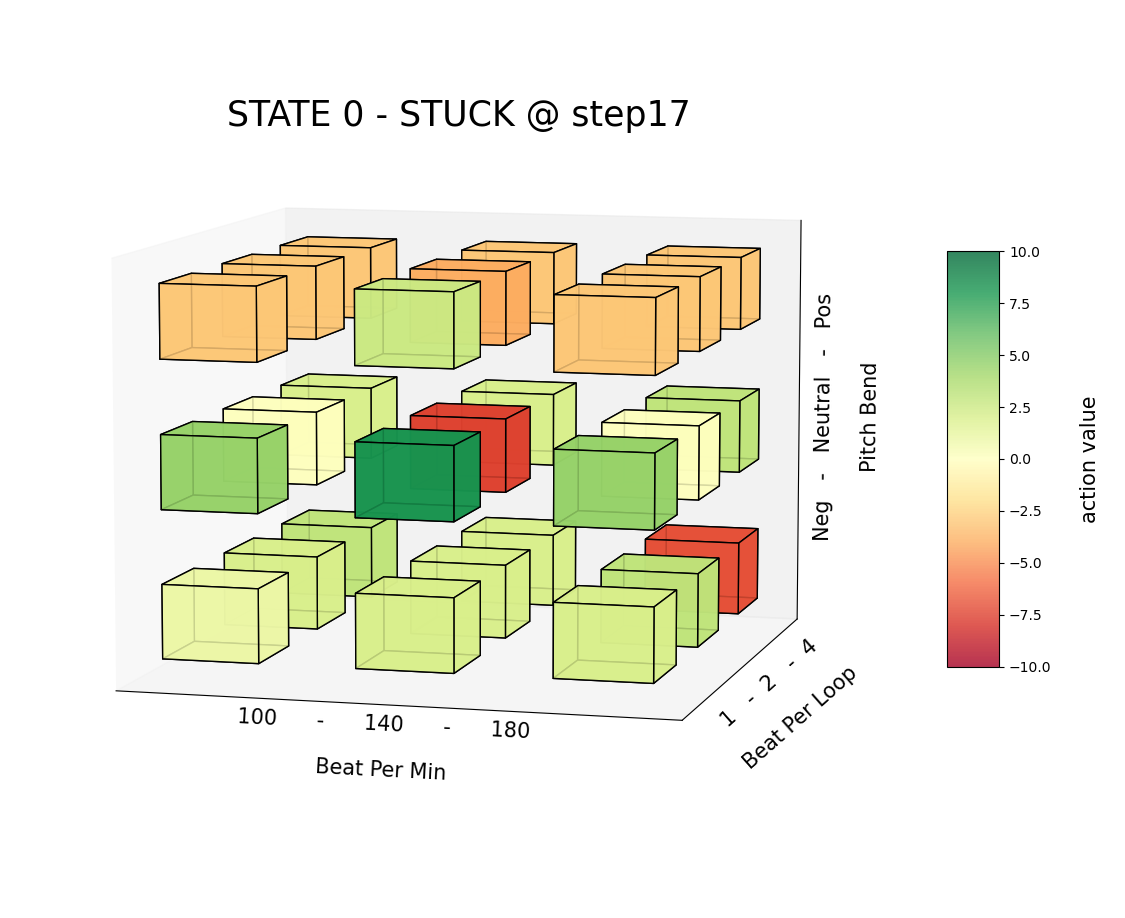 STATE 0 - STUCK @ step17
10.0
7.5
5.0
2.5
0.0
−2.5
−5.0
−7.5
−10.0
action value
Neg - Neutral - Pos
Pitch Bend
1 - 2 - 4
Beat Per Loop
100 - 140 - 180
Beat Per Min